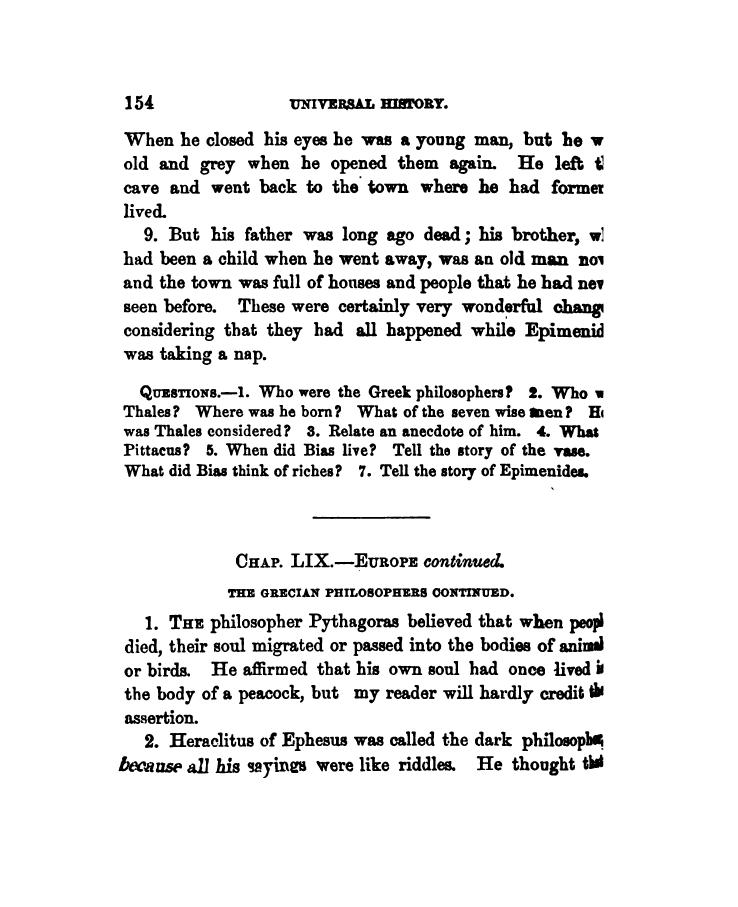 154 UNIVERSAL HISTORY.
When he closed his eyes he was a young man, but he w
old and grey when he opened them again. He left t
cave and went back to the town where he had former
lived.
9. But his father was long ago dead; his brother, w
had been a child when he went away, was an old man no
and the town was full of houses and people that he had nev
seen before. These were certainly very wonderful chang
considering that they had all happened while Epimenid
was taking a nap.
QUESTIONS.—1. Who were the Greek philosophers? 2. Who w
Thales? Where was he born? What of the seven wise men? H
was Thales considered? 3. Relate an anecdote of him. 4. What
Pittacus? 5. When did Bias live? Tell the story of the vase.
What did Bias think of riches? 7. Tell the story of Epimenides.
CHAP. LIX.—EUROPE continued.
THE GRECIAN PHILOSOPHERS CONTINUED.
1. THE philosopher Pythagoras believed that when peopl
died, their soul migrated or passed into the bodies of animal
or birds. He affirmed that his own soul had once lived i
the body of a peacock, but my reader will hardly credit th
assertion.
2. Heraclitus of Ephesus was called the dark philosopher,
because all his sayings were like riddles. He thought that